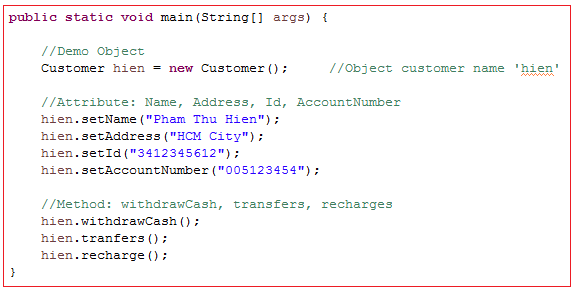 public static void main(String[] args) {
//Demo Object
Customer hien = new Customer(); //Object customer name 'hien'
//Attribute: Name, Address, Id, AccountNumber
hien.setName("Pham Thu Hien");
hien.setAddress("HCM City");
hien.setId("3412345612");
hien.setAccountNumber("005123454");
//Method: withdrawCash, transfers, recharges
hien.withdrawCash();
hien.tranfers();
hien.recharge();
}